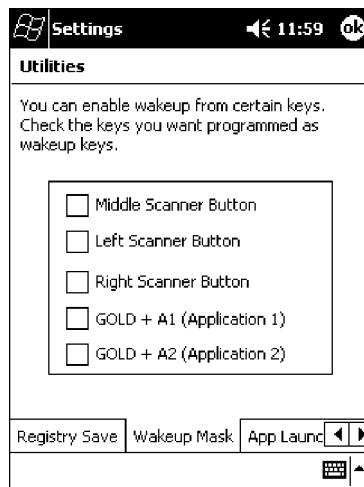 Settings 11:59 ok
Utilities
You can enable wakeup from certain keys.
Check the keys you want programmed as
wakeup keys.
Middle Scanner Button
Left Scanner Button
Right Scanner Button
GOLD + A1 (Application 1)
GOLD + A2 (Application 2)
Registry Save Wakeup Mask App Launc